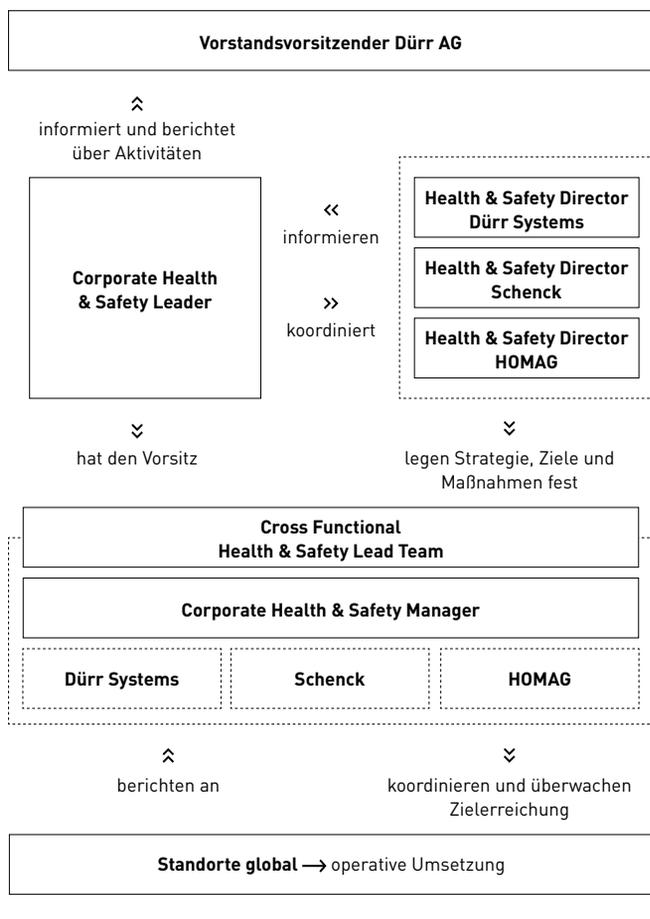 Vorstandsvorsitzender Dürr AG
informiert und berichtet
über Aktivitäten
Corporate Health
& Safety Leader
informieren
koordiniert
Health & Safety Director
Dürr Systems
Health & Safety Director
Schenck
Health & Safety Director
HOMAG
hat den Vorsitz
legen Strategie, Ziele und
Maßnahmen fest
Cross Functional
Health & Safety Lead Team
Corporate Health & Safety Manager
Dürr Systems
Schenck
HOMAG
berichten an
koordinieren und überwachen
Zielerreichung
Standorte global → operative Umsetzung